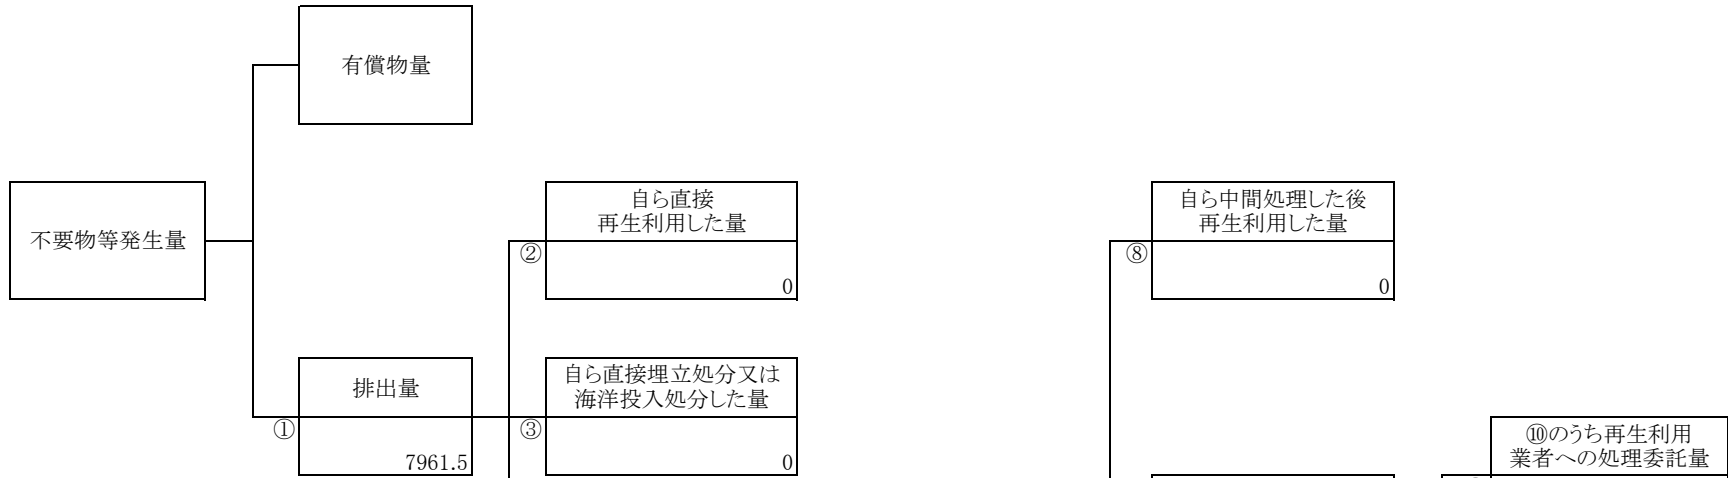 有償物量
不要物等発生量
自ら直接
再生利用した量
②
0
自ら中間処理した後
再生利用した量
⑧
0
排出量
①
7961.5
自ら直接埋立処分又は
海洋投入処分した量
③
0
⑩のうち再生利用
業者への処理委託量